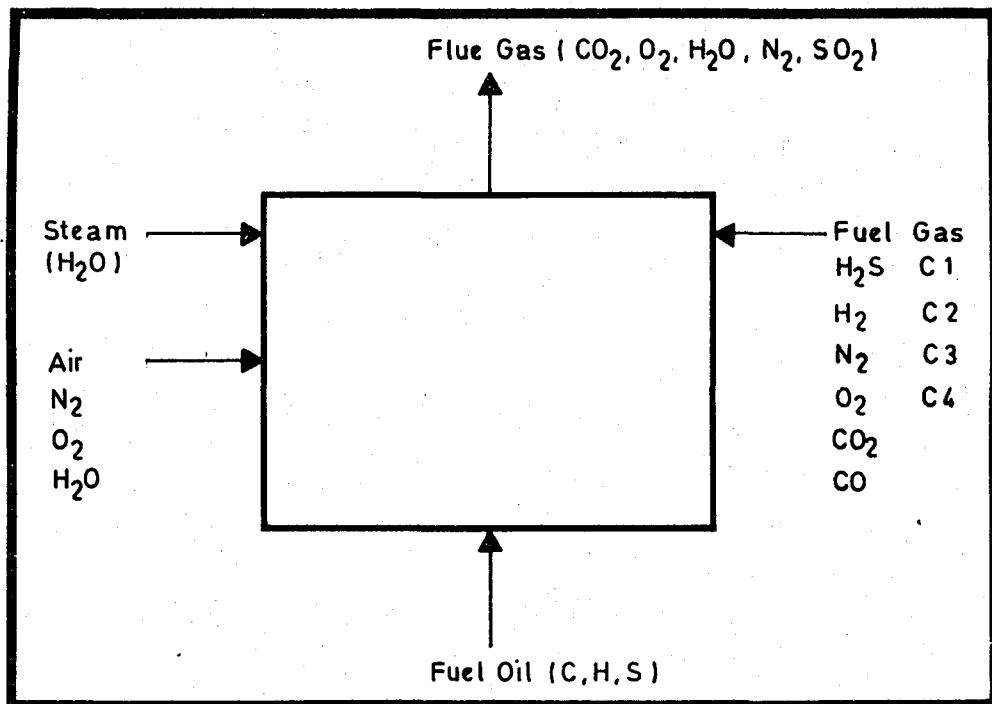 Flue Gas (CO₂, O₂, H₂O, N₂, SO₂)
Steam
(H₂O)
Air
N₂
O₂
H₂O
Fuel Gas
H₂S C1
H₂ C2
N₂ C3
O₂ C4
CO₂
CO
Fuel Oil (C,H,S)